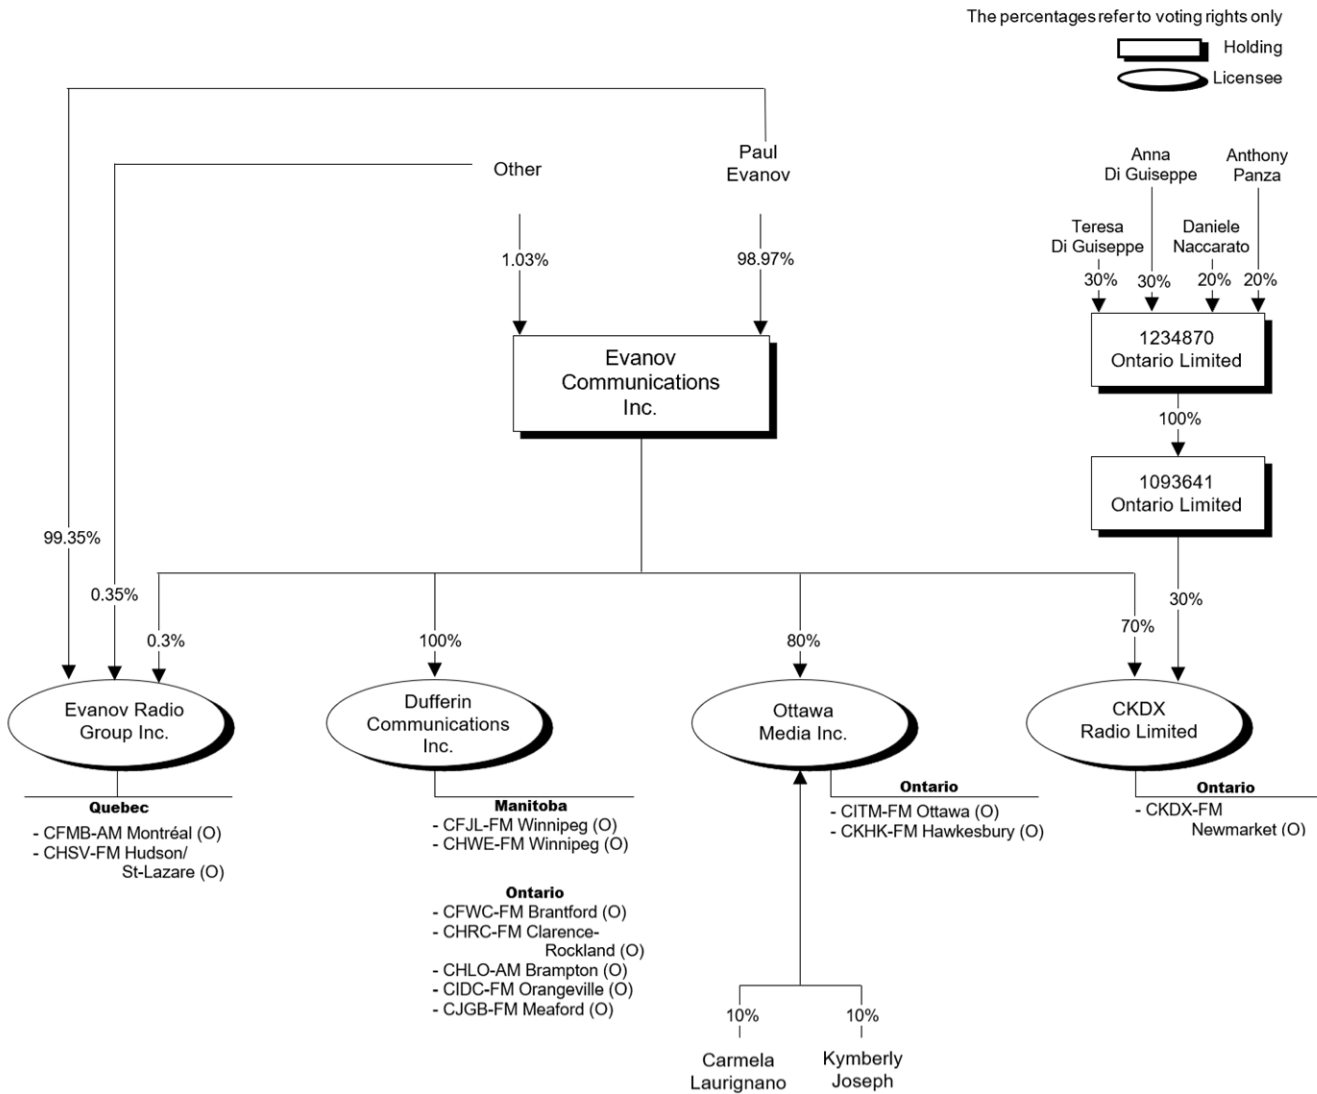 The percentages refer to voting rights only
Holding
Licensee
Other
Paul
Evanov
Anna
Di Guiseppe
Anthony
Panza
Teresa
Di Guiseppe
Daniele
Naccarato
1.03%
98.97%
30%
30%
20%
20%
Evanov
Communications
Inc.
1234870
Ontario Limited
100%
1093641
Ontario Limited
99.35%
0.35%
0.3%
100%
80%
70%
30%
Evanov Radio
Group Inc.
Dufferin
Communications
Inc.
Ottawa
Media Inc.
CKDX
Radio Limited
Quebec
- CFMB-AM Montréal (O)
- CHSV-FM Hudson/
St-Lazare (O)
Manitoba
- CFJL-FM Winnipeg (O)
- CHWE-FM Winnipeg (O)
Ontario
- CFWC-FM Brantford (O)
- CHRC-FM Clarence-
Rockland (O)
- CHLO-AM Brampton (O)
- CIDC-FM Orangeville (O)
- CJGB-FM Meaford (O)
Ontario
- CITM-FM Ottawa (O)
- CKHK-FM Hawkesbury (O)
Ontario
- CKDX-FM
Newmarket (O)
10%
10%
Carmela
Laurignano
Kymberly
Joseph